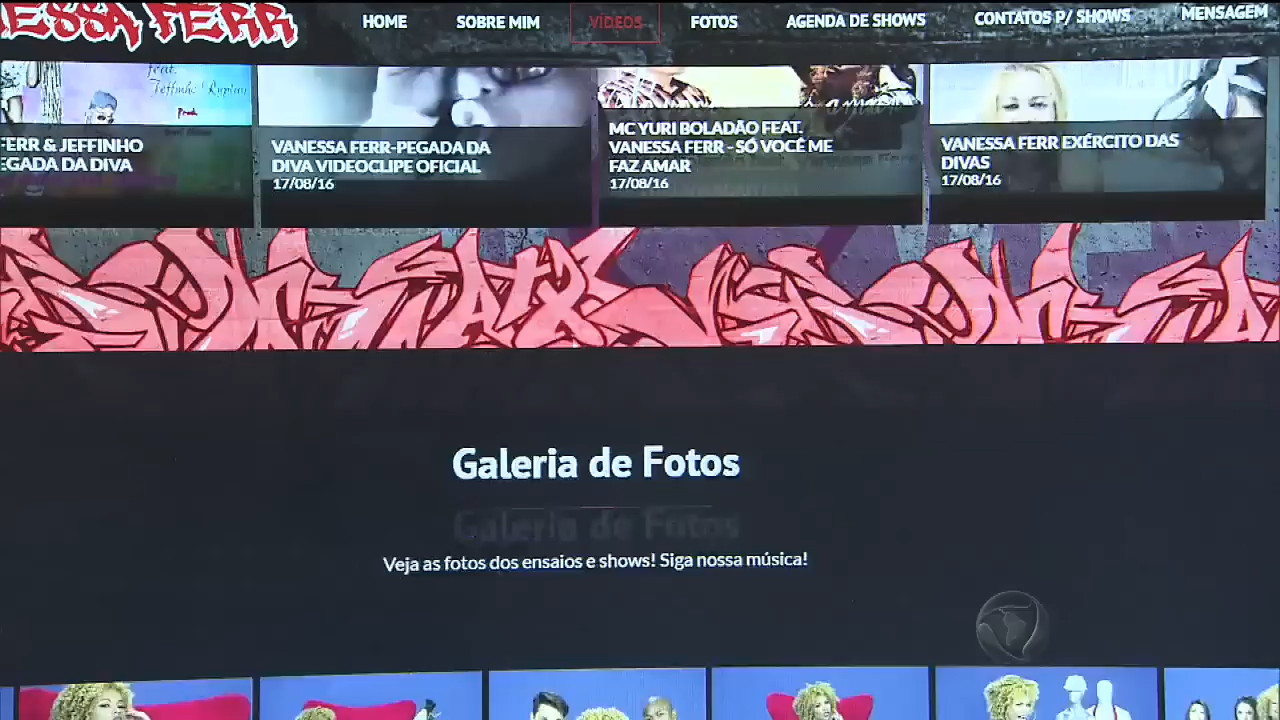 ESSA FERR
HOME SOBRE MIM VÍDEOS FOTOS AGENDA DE SHOWS CONTATOS P/ SHOWS MENSAGEM
feat.
Jeffinho
FERR & JEFFINHO
EGADA DA DIVA
VANESSA FERR-PEGADA DA
DIVA VIDEOCLIPE OFICIAL
17/08/16
MC YURI BOLADÃO FEAT.
VANESSA FERR - SÓ VOCÊ ME
FAZ AMAR
17/08/16
VANESSA FERR EXÉRCITO DAS
DIVAS
17/08/16
Galeria de Fotos
Galeria de Fotos
Veja as fotos dos ensaios e shows! Siga nossa música!